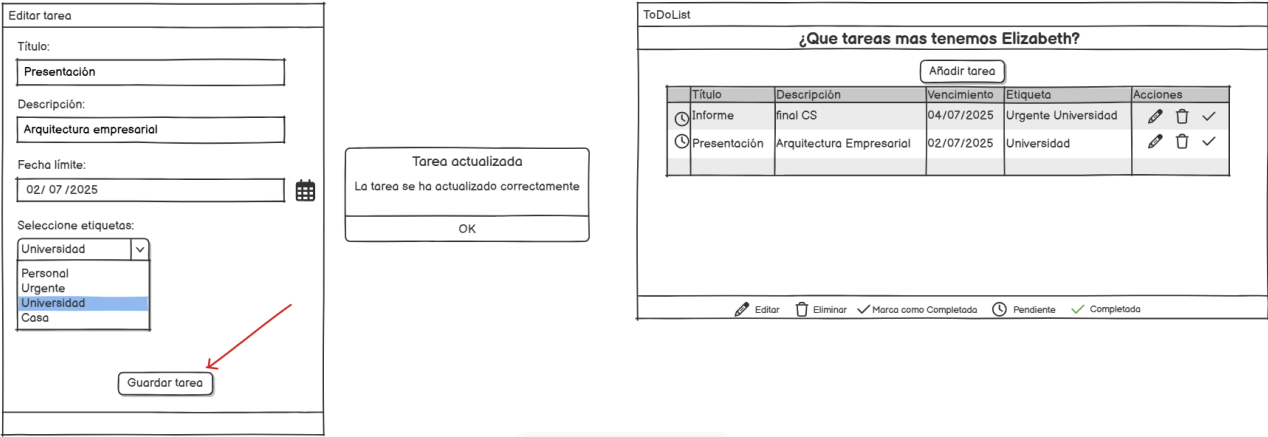 Editar tarea
Título:
Presentación
Descripción:
Arquitectura empresarial
Fecha límite:
02/ 07 /2025
Seleccione etiquetas:
Universidad
Personal
Urgente
Universidad
Casa
Guardar tarea
Tarea actualizada
La tarea se ha actualizado correctamente
OK
ToDoList
¿Que tareas mas tenemos Elizabeth?
Añadir tarea
Título Descripción Vencimiento Etiqueta Acciones
Informe final CS 04/07/2025 Urgente Universidad
Presentación Arquitectura Empresarial 02/07/2025 Universidad
Editar Eliminar Marca como Completada Pendiente Completada